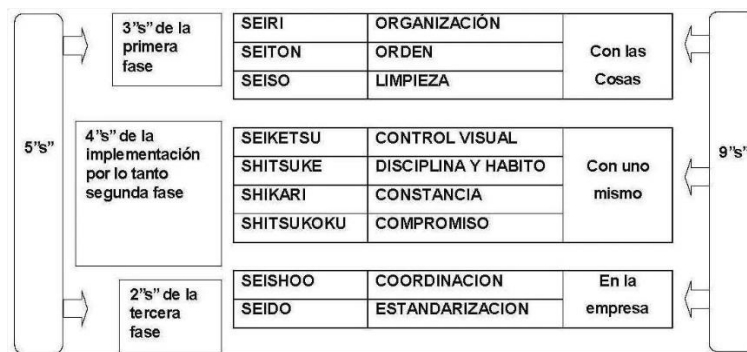 5"s"
3"s" de la
primera
fase
SEIRI ORGANIZACIÓN
SEITON ORDEN
SEISO LIMPIEZA
Con las
Cosas
4"s" de la
implementación
por lo tanto
segunda fase
SEIKETSU CONTROL VISUAL
SHITSUKE DISCIPLINA Y HABITO
SHIKARI CONSTANCIA
SHITSUKOKU COMPROMISO
Con uno
mismo
2"s" de la
tercera
fase
SEISHOO COORDINACION
SEIDO ESTANDARIZACION
En la
empresa
9"s"